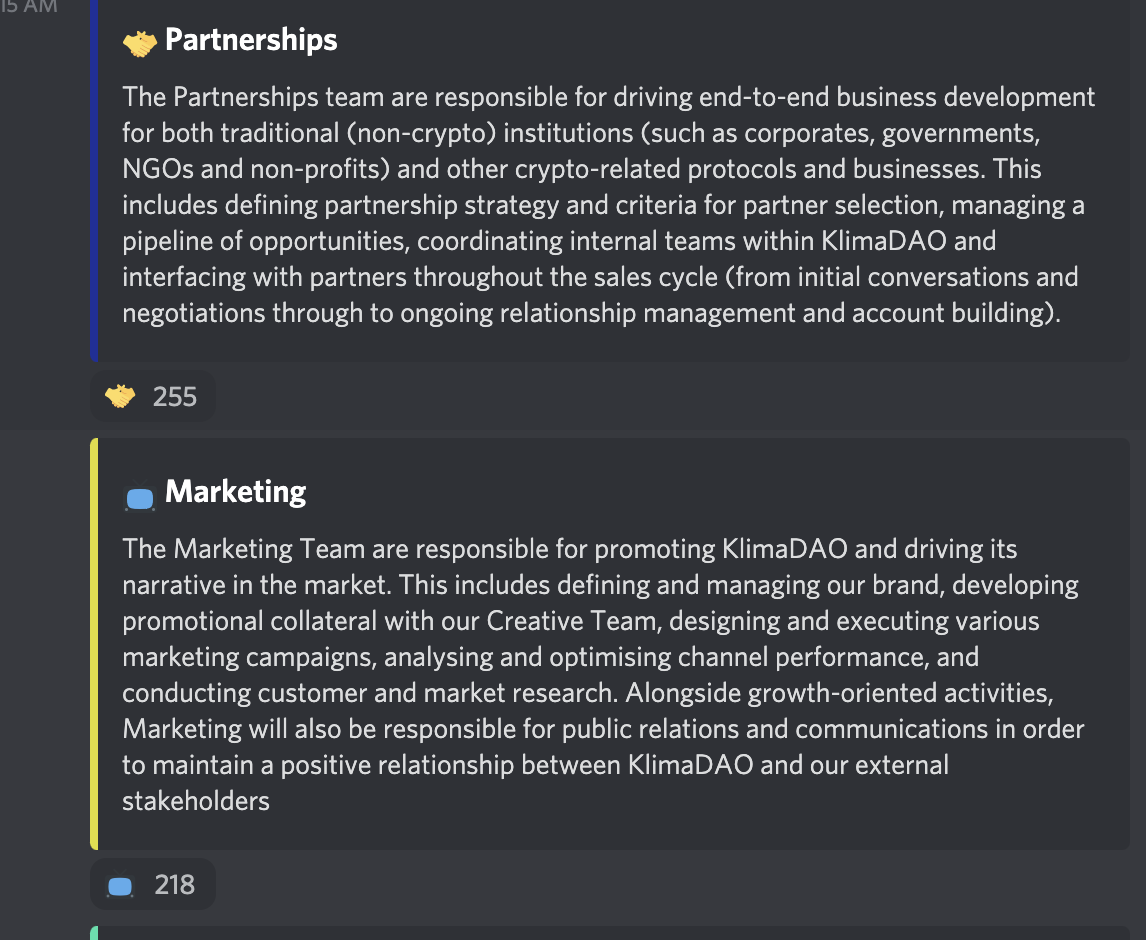 15 AM
Partnerships
The Partnerships team are responsible for driving end-to-end business development
for both traditional (non-crypto) institutions (such as corporates, governments,
NGOs and non-profits) and other crypto-related protocols and businesses. This
includes defining partnership strategy and criteria for partner selection, managing a
pipeline of opportunities, coordinating internal teams within KlimaDAO and
interfacing with partners throughout the sales cycle (from initial conversations and
negotiations through to ongoing relationship management and account building).
255
Marketing
The Marketing Team are responsible for promoting KlimaDAO and driving its
narrative in the market. This includes defining and managing our brand, developing
promotional collateral with our Creative Team, designing and executing various
marketing campaigns, analysing and optimising channel performance, and
conducting customer and market research. Alongside growth-oriented activities,
Marketing will also be responsible for public relations and communications in order
to maintain a positive relationship between KlimaDAO and our external
stakeholders
218